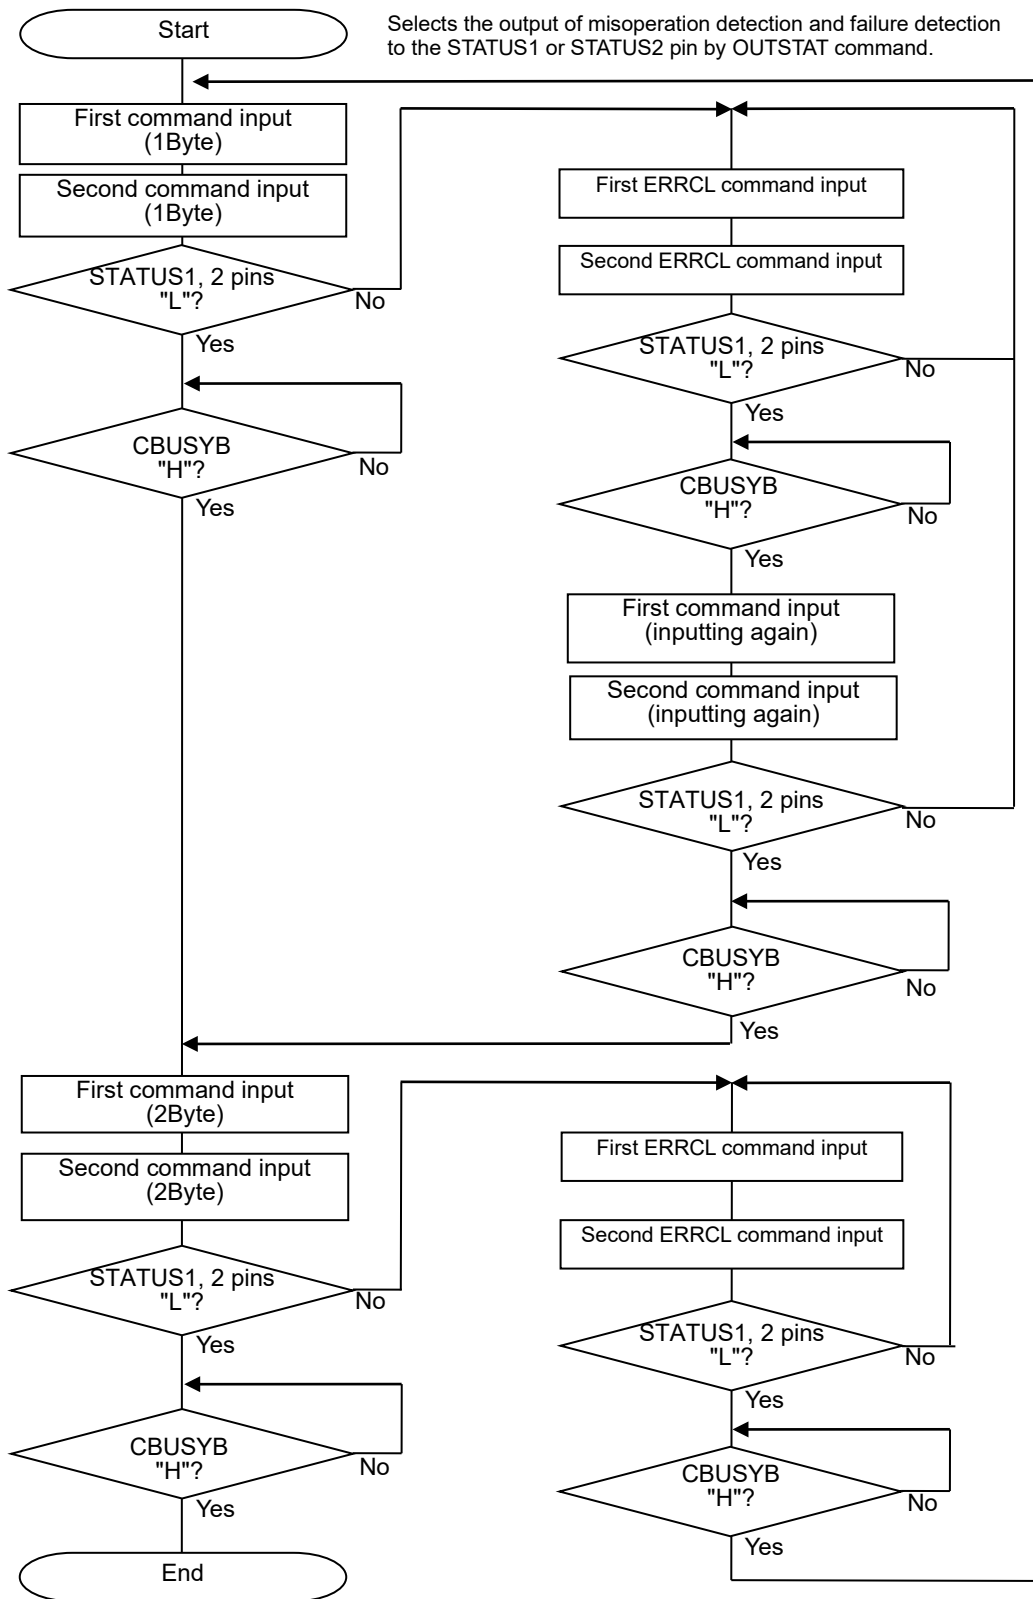 Start
Selects the output of misoperation detection and failure detection
to the STATUS1 or STATUS2 pin by OUTSTAT command.
First command input
(1Byte)
Second command input
(1Byte)
STATUS1, 2 pins
"L"?
No
Yes
CBUSYB
"H"?
No
Yes
First ERRCL command input
Second ERRCL command input
STATUS1, 2 pins
"L"?
No
Yes
CBUSYB
"H"?
No
Yes
First command input
(inputting again)
Second command input
(inputting again)
STATUS1, 2 pins
"L"?
No
Yes
CBUSYB
"H"?
No
Yes
First command input
(2Byte)
Second command input
(2Byte)
STATUS1, 2 pins
"L"?
No
Yes
CBUSYB
"H"?
No
Yes
End
First ERRCL command input
Second ERRCL command input
STATUS1, 2 pins
"L"?
No
Yes
CBUSYB
"H"?
No
Yes